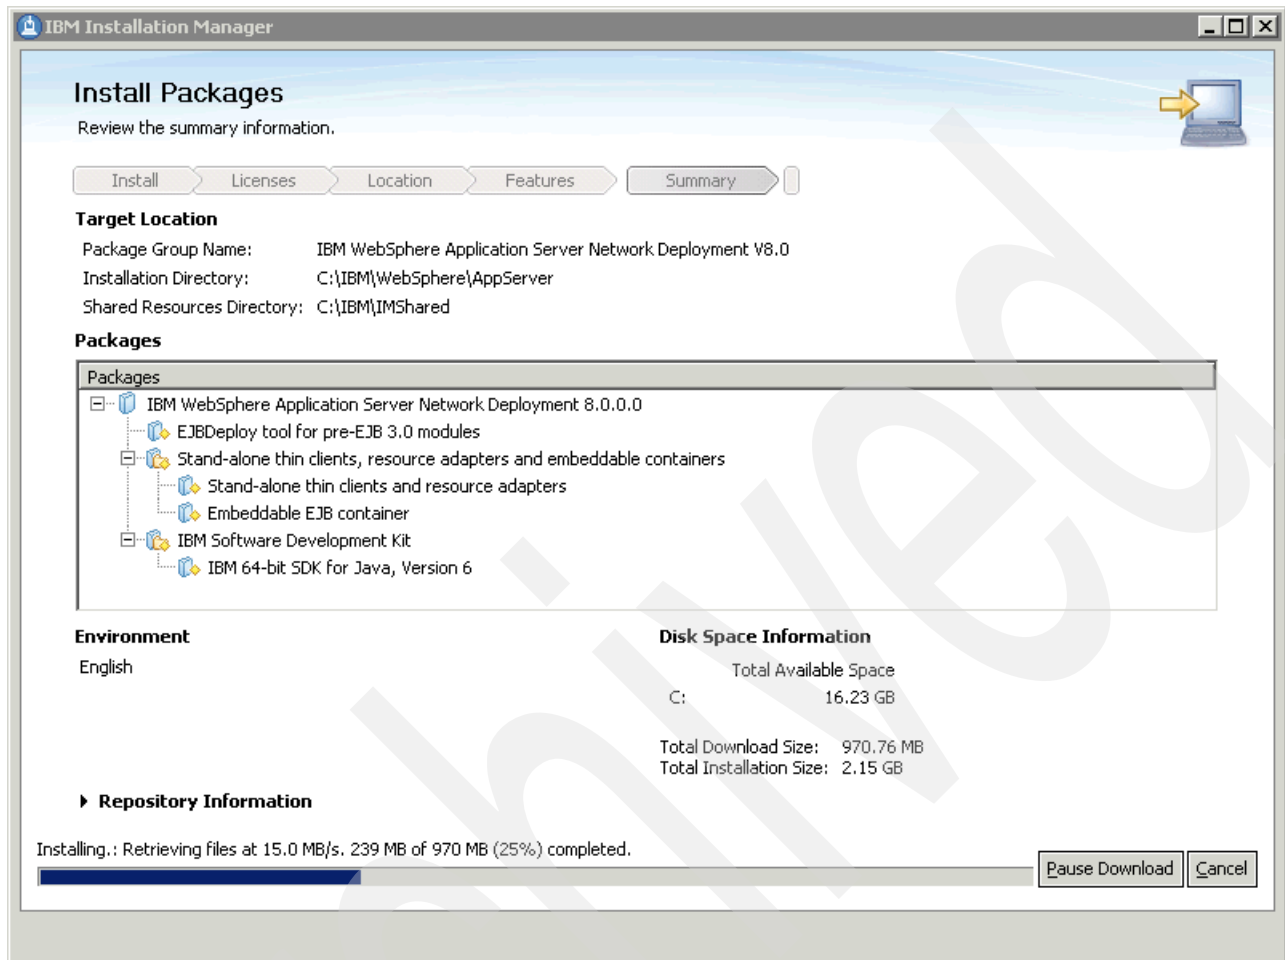 IBM Installation Manager
Install Packages
Review the summary information.
Install Licenses Location Features Summary
Target Location
Package Group Name: IBM WebSphere Application Server Network Deployment V8.0
Installation Directory: C:\IBM\WebSphere\AppServer
Shared Resources Directory: C:\IBM\IMShared
Packages
Packages
IBM WebSphere Application Server Network Deployment 8.0.0.0
EJBDeploy tool for pre-EJB 3.0 modules
Stand-alone thin clients, resource adapters and embeddable containers
Stand-alone thin clients and resource adapters
Embeddable EJB container
IBM Software Development Kit
IBM 64-bit SDK for Java, Version 6
Environment Disk Space Information
English Total Available Space
C: 16.23 GB
Total Download Size: 970.76 MB
Total Installation Size: 2.15 GB
Repository Information
Installing.: Retrieving files at 15.0 MB/s. 239 MB of 970 MB (25%) completed.
Pause Download Cancel
hived